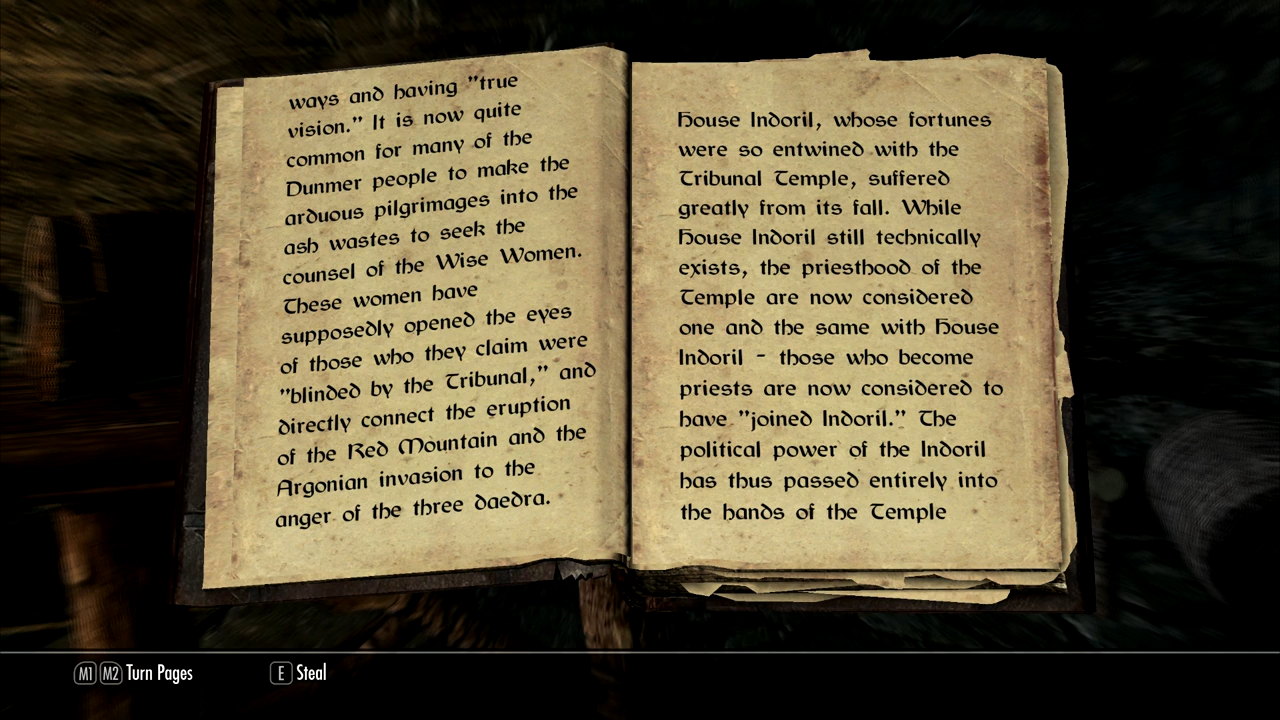 ways and having "true
vision." It is now quite
common for many of the
Dunmer people to make the
arduous pilgrimages into the
ash wastes to seek the
counsel of the Wise Women.
These women have
supposedly opened the eyes
of those who they claim were
"blinded by the Tribunal," and
directly connect the eruption
of the Red Mountain and the
Argonian invasion to the
anger of the three daedra.
House Indoril, whose fortunes
were so entwined with the
Tribunal Temple, suffered
greatly from its fall. While
House Indoril still technically
exists, the priesthood of the
Temple are now considered
one and the same with House
Indoril - those who become
priests are now considered to
have "joined Indoril." The
political power of the Indoril
has thus passed entirely into
the hands of the Temple
M1 M2 Turn Pages
E Steal